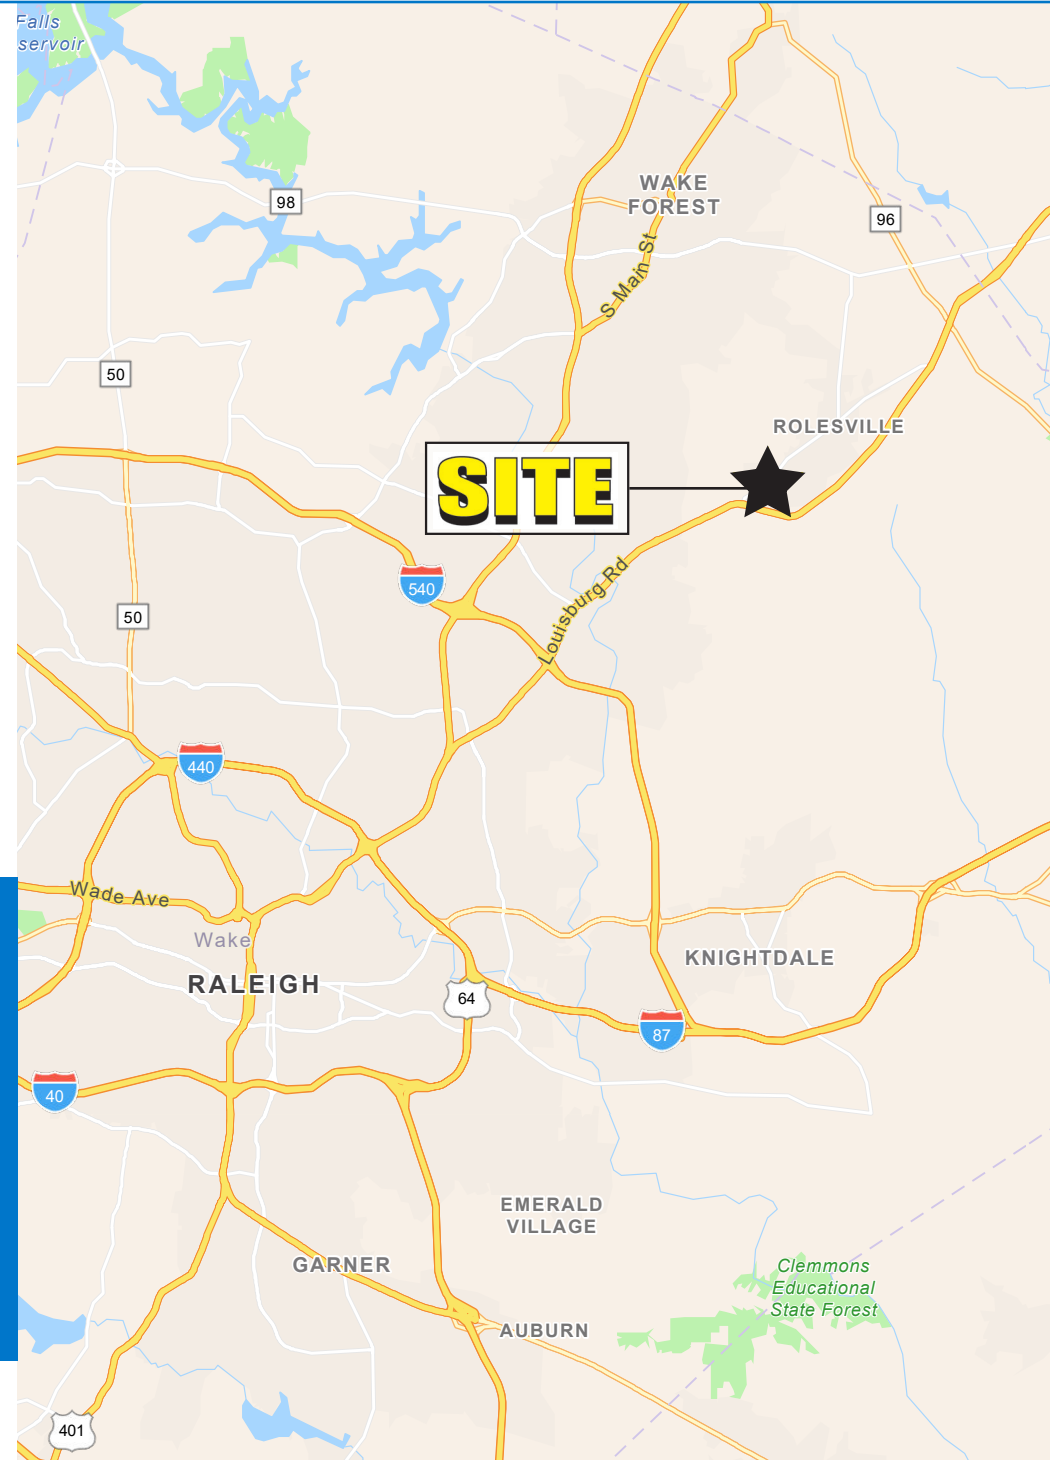 Falls
servoir
WAKE
FOREST
98
96
S Main St
50
ROLESVILLE
SITE
540
Louisburg Rd
50
440
Wade Ave
Wake
RALEIGH
KNIGHTDALE
64
87
40
EMERALD
VILLAGE
GARNER
Clemmons
Educational
State Forest
AUBURN
401